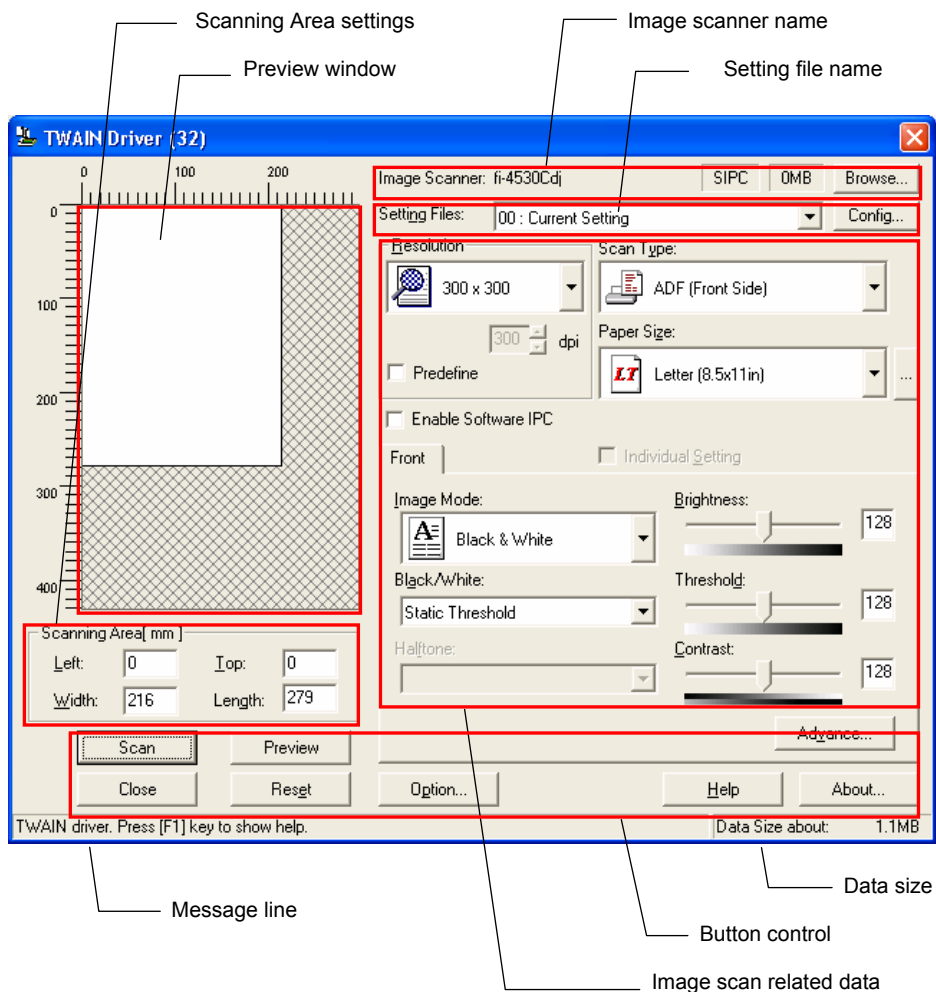 Scanning Area settings
Image scanner name
Preview window
Setting file name
TWAIN Driver (32)
0 100 200
Image Scanner: fi-4530Cdj SIPC 0MB Browse...
Setting Files: 00 : Current Setting Config...
0
100
200
300
400
Resolution
Scan Type:
300 x 300
ADF (Front Side)
300 dpi
Paper Size:
Predefine
LT Letter (8.5x11in) ...
Enable Software IPC
Front
Individual Setting
Image Mode:
Brightness:
A Black & White
128
Black/White:
Threshold:
Static Threshold
128
Halftone:
Contrast:
128
Scanning Area[ mm ]
Left: 0 Top: 0
Width: 216 Length: 279
Advance...
Scan Preview
Close Reset Option... Help About...
TWAIN driver. Press [F1] key to show help. Data Size about: 1.1MB
Data size
Message line
Button control
Image scan related data